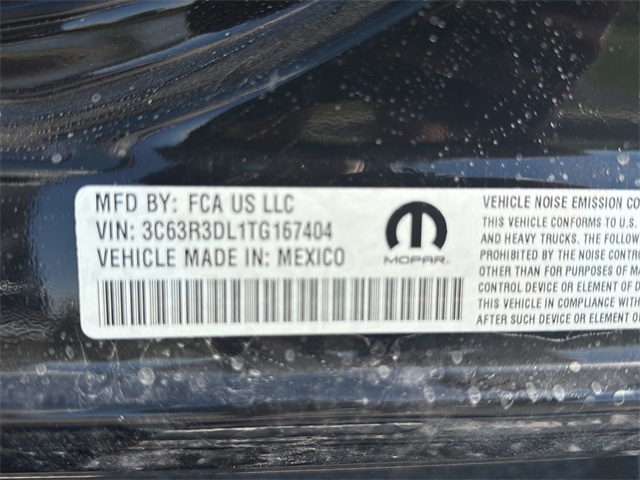 MFD BY: FCA US LLC
VIN: 3C63R3DL1TG167404
VEHICLE MADE IN: MEXICO
MOPAR.
VEHICLE NOISE EMISSION CO
THIS VEHICLE CONFORMS TO U.S.
AND HEAVY TRUCKS. THE
PROHIBITED BY THE NOISE CONTRO
OTHER THAN FOR PURPOSES OF MA
CONTROL DEVICE OR ELEMENT OF D
THIS VEHICLE IN COMPLIANCE WITH
AFTER SUCH DEVICE OR ELEMENT O